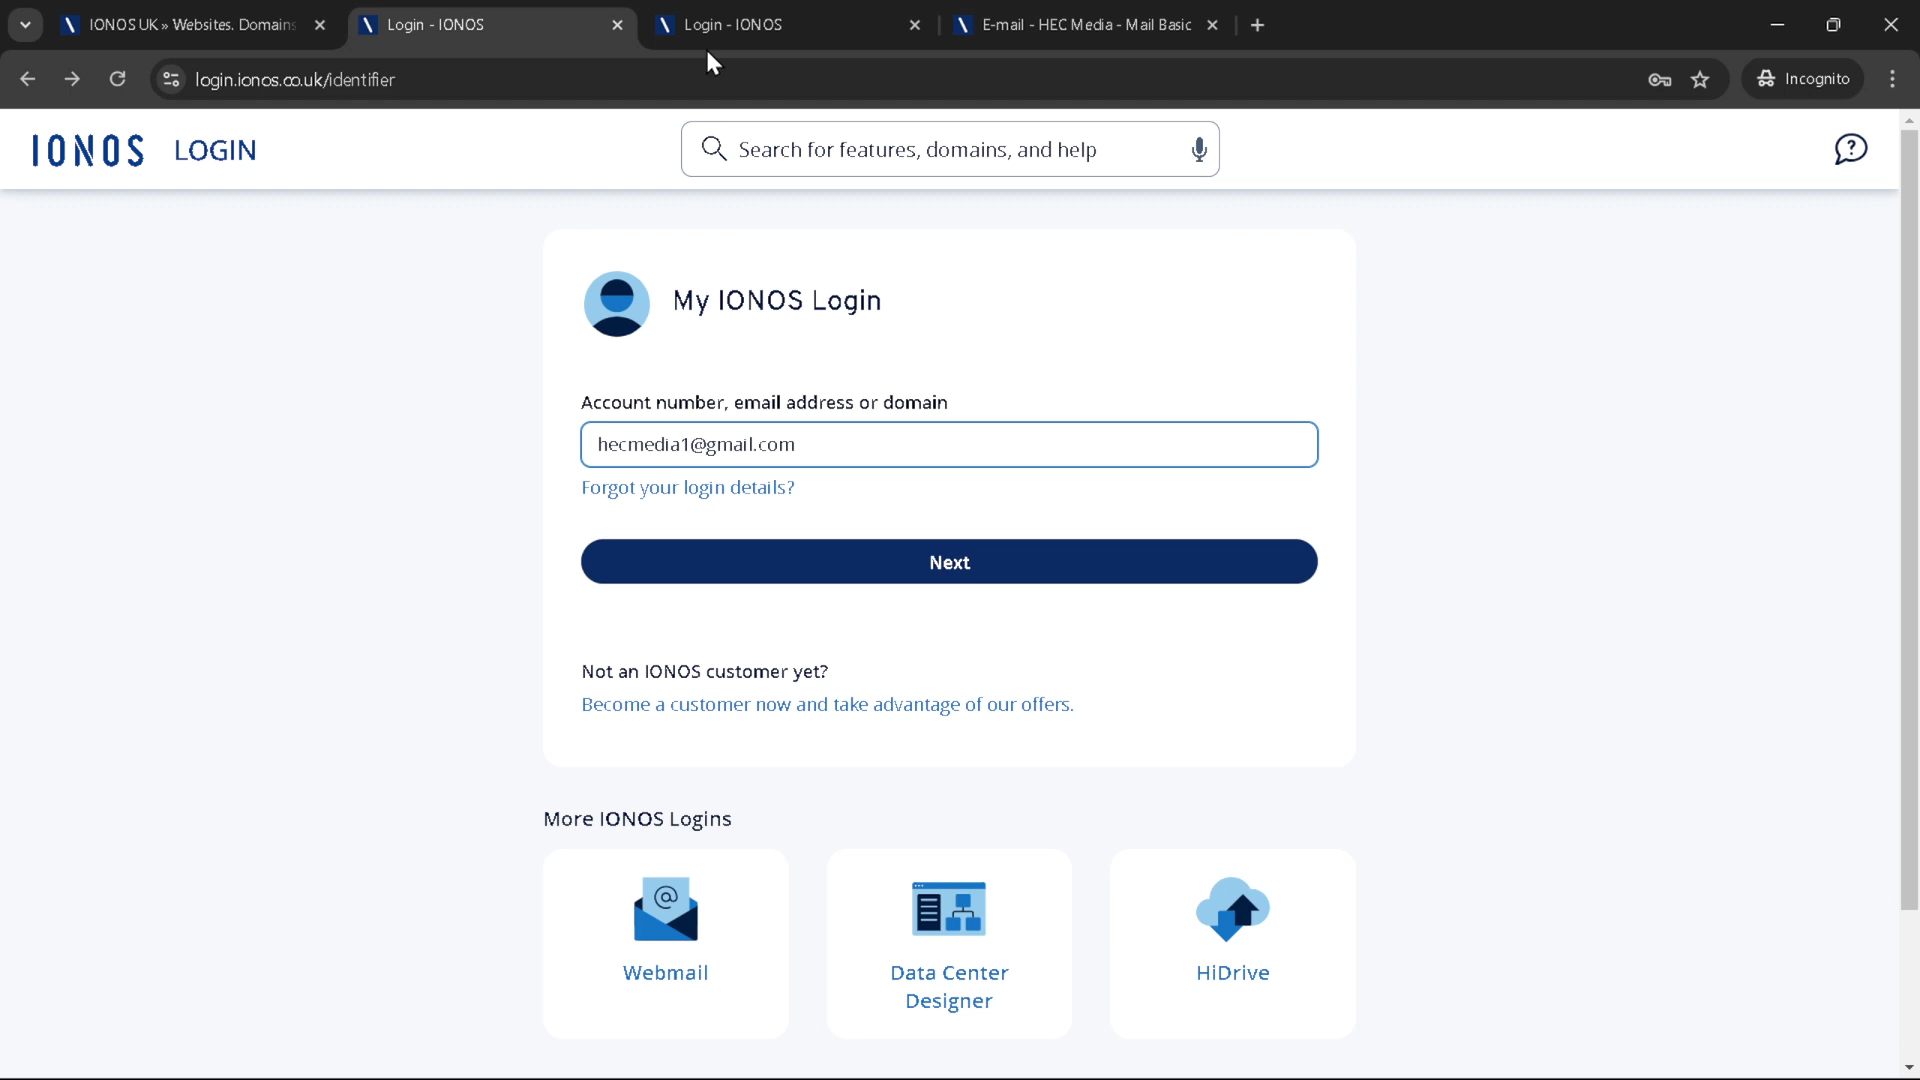 IONOS UK » Websites. Domains
Login - IONOS
Login - IONOS
E-mail - HEC Media - Mail Basic
login.ionos.co.uk/identifier
Incognito
IONOS LOGIN
Search for features, domains, and help
My IONOS Login
Account number, email address or domain
hecmedia1@gmail.com
Forgot your login details?
Next
Not an IONOS customer yet?
Become a customer now and take advantage of our offers.
More IONOS Logins
Webmail
Data Center
Designer
HiDrive